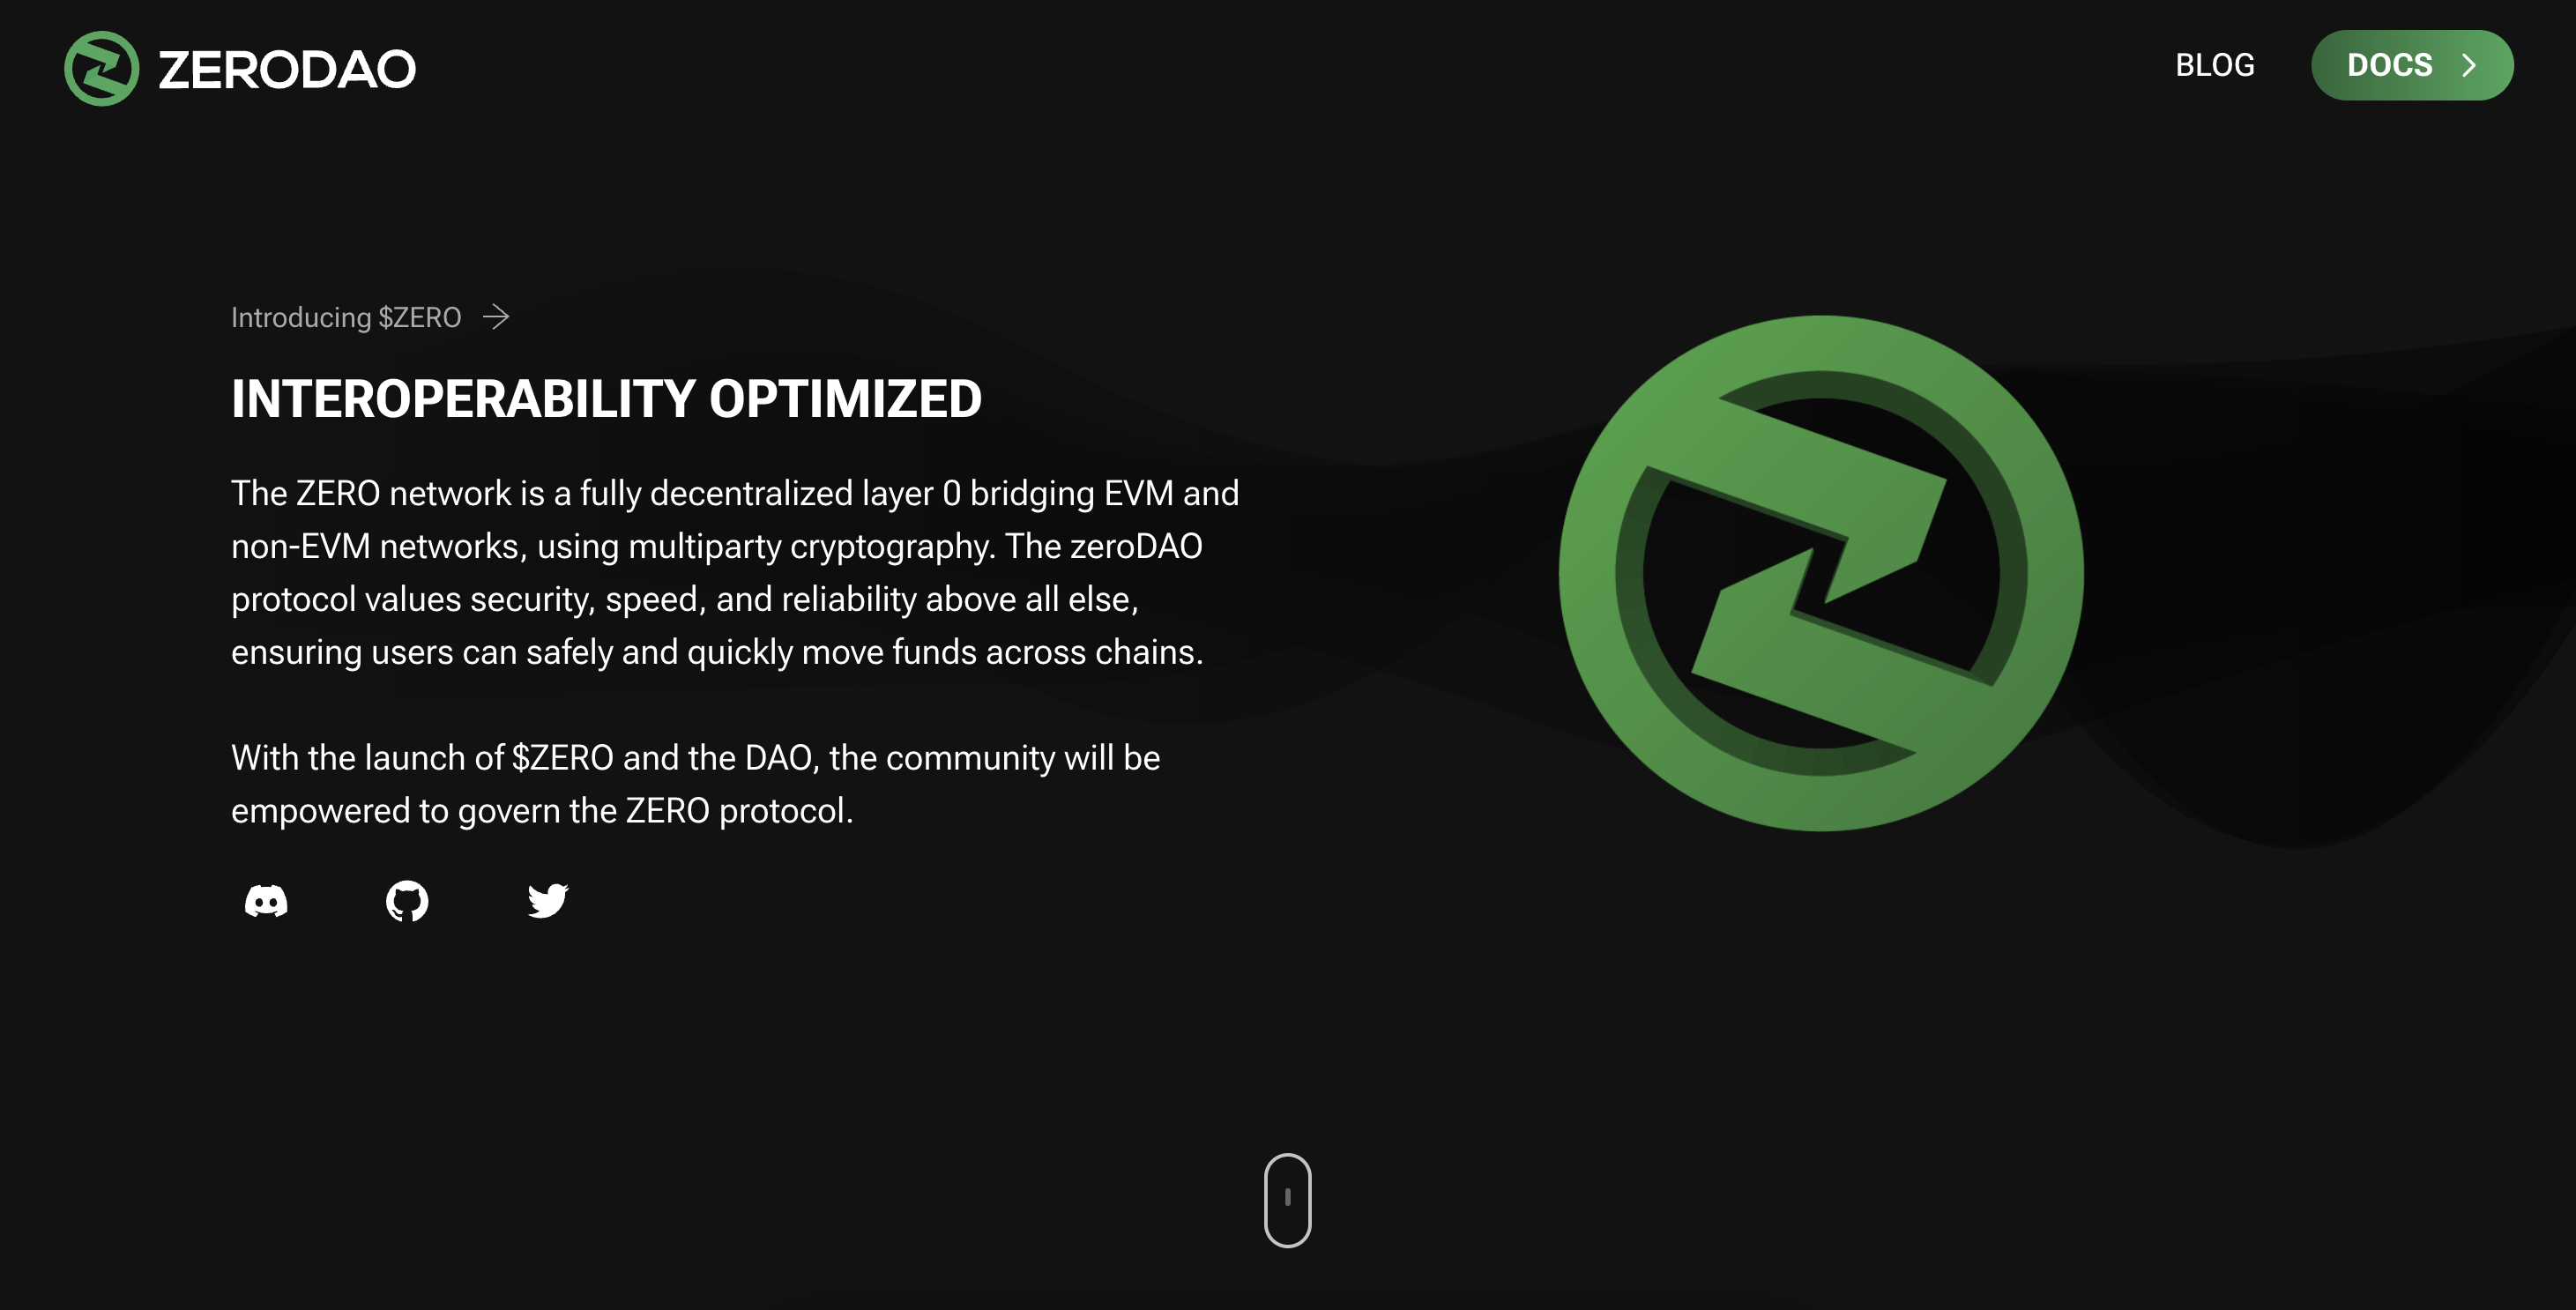 ZERODAO
BLOG
DOCS
Introducing $ZERO
INTEROPERABILITY OPTIMIZED
The ZERO network is a fully decentralized layer 0 bridging EVM and
non-EVM networks, using multiparty cryptography. The zeroDAO
protocol values security, speed, and reliability above all else,
ensuring users can safely and quickly move funds across chains.
With the launch of $ZERO and the DAO, the community will be
empowered to govern the ZERO protocol.